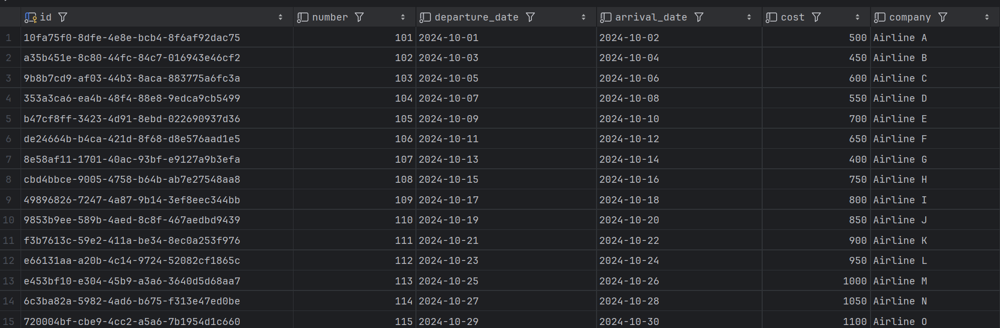 id number departure_date arrival_date cost company
1 10fa75f0-8dfe-4e8e-bcb4-8f6af92dac75 101 2024-10-01 2024-10-02 500 Airline A
2 a35b451e-8c80-44fc-84c7-016943e46cf2 102 2024-10-03 2024-10-04 450 Airline B
3 9b8b7cd9-af03-44b3-8aca-883775a6fc3a 103 2024-10-05 2024-10-06 600 Airline C
4 353a3ca6-ea4b-48f4-88e8-9edca9cb5499 104 2024-10-07 2024-10-08 550 Airline D
5 b47cf8ff-3423-4d91-8ebd-022690937d36 105 2024-10-09 2024-10-10 700 Airline E
6 de24664b-b4ca-421d-8f68-d8e576aad1e5 106 2024-10-11 2024-10-12 650 Airline F
7 8e58af11-1701-40ac-93bf-e9127a9b3efa 107 2024-10-13 2024-10-14 400 Airline G
8 cbd4bbce-9005-4758-b64b-ab7e27548aa8 108 2024-10-15 2024-10-16 750 Airline H
9 49896826-7247-4a87-9b14-3ef8eec344bb 109 2024-10-17 2024-10-18 800 Airline I
10 9853b9ee-589b-4aed-8c8f-467aedbd9439 110 2024-10-19 2024-10-20 850 Airline J
11 f3b7613c-59e2-411a-be34-8ec0a253f976 111 2024-10-21 2024-10-22 900 Airline K
12 e66131aa-a20b-4c14-9724-52082cf1865c 112 2024-10-23 2024-10-24 950 Airline L
13 e453bf10-e304-45b9-a3a6-3640d5d68aa7 113 2024-10-25 2024-10-26 1000 Airline M
14 6c3ba82a-5982-4ad6-b675-f313e47ed0be 114 2024-10-27 2024-10-28 1050 Airline N
15 720004bf-cbe9-4cc2-a5a6-7b1954d1c660 115 2024-10-29 2024-10-30 1100 Airline O